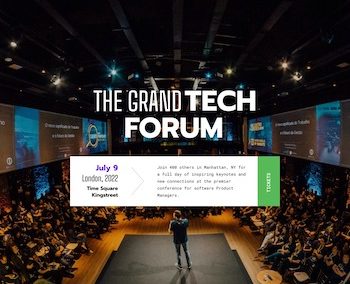 THE GRAND TECH
FORUM
July 9
London, 2022
Time Square
Kingstreet
Join 400 others in Manhattan, NY for
a full day of inspiring keynotes and
new connections at the premier
conference for software Product
Managers.
TICKETS